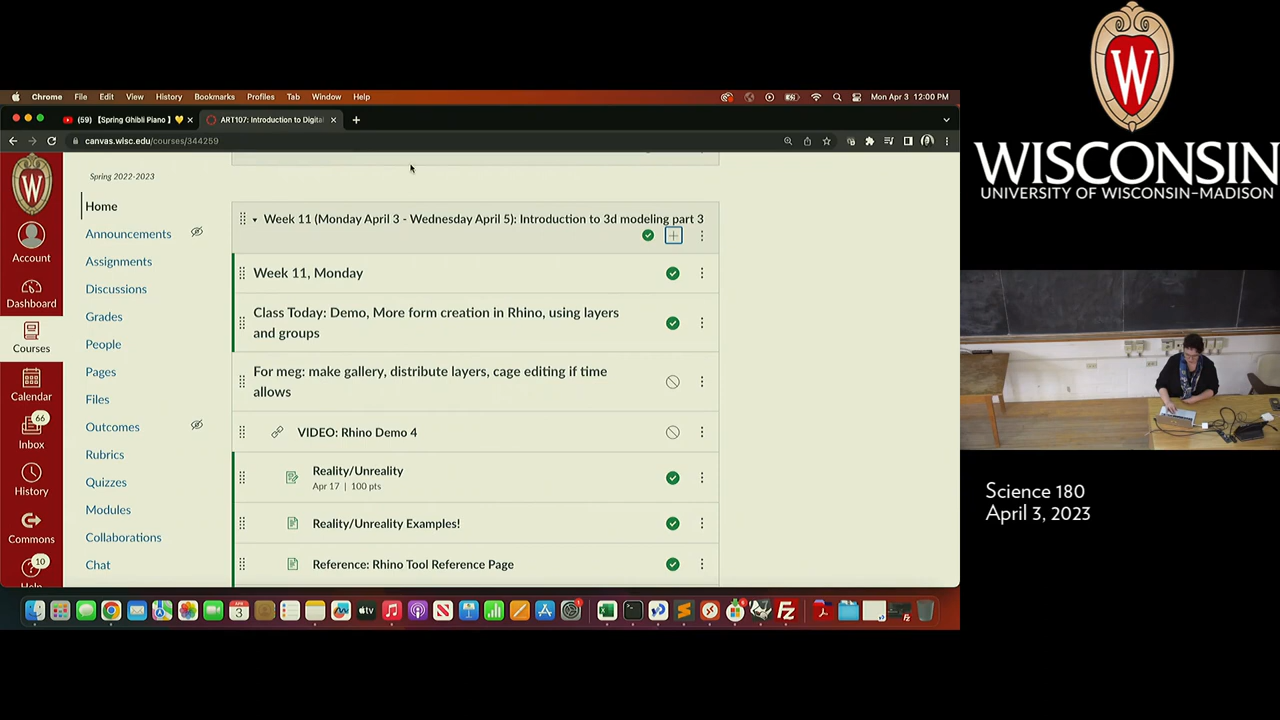 Chrome File Edit View History Bookmarks Profiles Tab Window Help Mon Apr 3 12:00 PM
(59) 【Spring Ghibli Piano 】 ART107: Introduction to Digita
canvas.wisc.edu/courses/344259
W
WISCONSIN
UNIVERSITY OF WISCONSIN–MADISON
Science 180
April 3, 2023
W
Account
Dashboard
Courses
Calendar
66
Inbox
History
Commons
10
Help
Spring 2022-2023
Home
Announcements
Assignments
Discussions
Grades
People
Pages
Files
Outcomes
Rubrics
Quizzes
Modules
Collaborations
Chat
Week 11 (Monday April 3 - Wednesday April 5): Introduction to 3d modeling part 3
Week 11, Monday
Class Today: Demo, More form creation in Rhino, using layers
and groups
For meg: make gallery, distribute layers, cage editing if time
allows
VIDEO: Rhino Demo 4
Reality/Unreality
Apr 17 | 100 pts
Reality/Unreality Examples!
Reference: Rhino Tool Reference Page